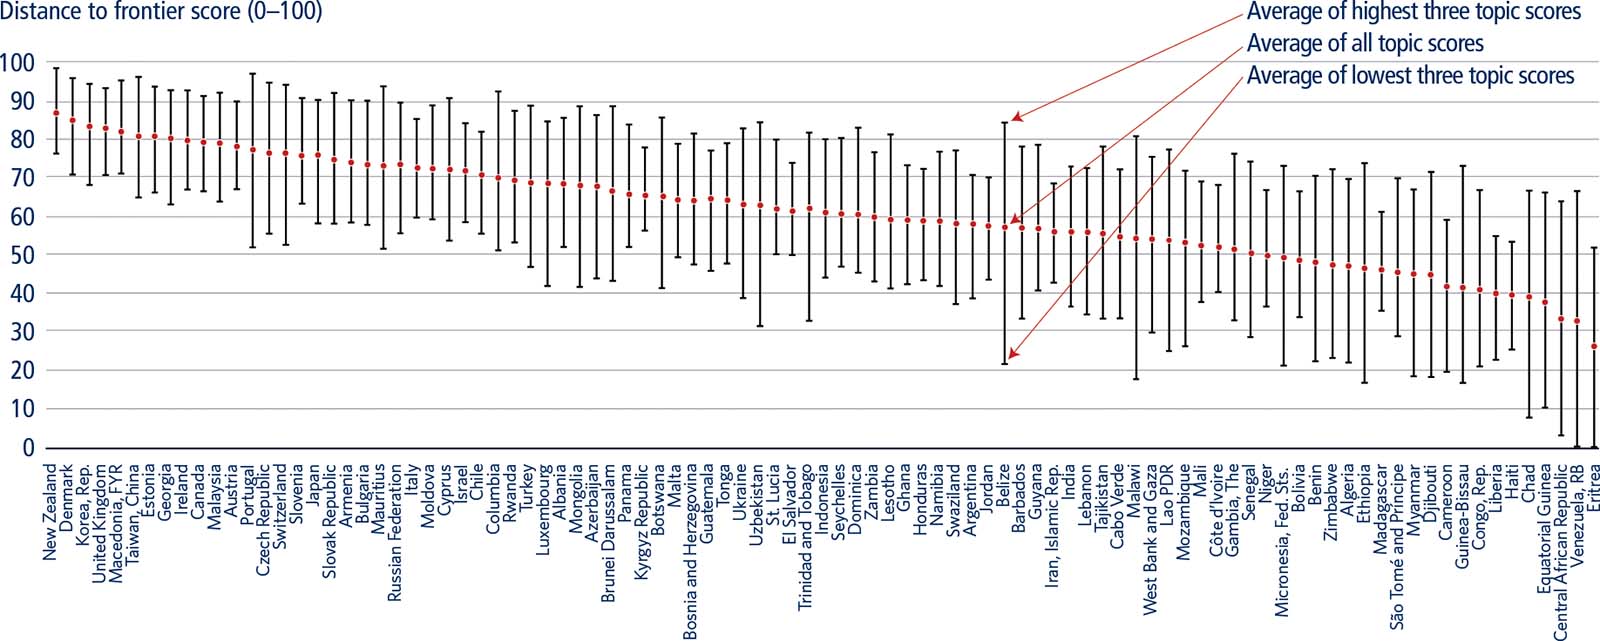 Distance to frontier score (0–100)
Average of highest three topic scores
Average of all topic scores
Average of lowest three topic scores
100
90
80
70
60
50
40
30
20
10
0
New Zealand
Denmark
Korea, Rep.
United Kingdom
Macedonia, FYR
Taiwan, China
Estonia
Georgia
Ireland
Canada
Malaysia
Austria
Portugal
Czech Republic
Switzerland
Slovenia
Japan
Slovak Republic
Armenia
Bulgaria
Mauritius
Russian Federation
Italy
Moldova
Cyprus
Israel
Chile
Columbia
Rwanda
Turkey
Luxembourg
Albania
Mongolia
Azerbaijan
Brunei Darussalam
Panama
Kyrgyz Republic
Botswana
Malta
Bosnia and Herzegovina
Guatemala
Tonga
Ukraine
Uzbekistan
St. Lucia
El Salvador
Trinidad and Tobago
Indonesia
Seychelles
Dominica
Zambia
Lesotho
Ghana
Honduras
Namibia
Swaziland
Argentina
Jordan
Belize
Barbados
Guyana
Iran, Islamic Rep.
India
Lebanon
Tajikistan
Cabo Verde
Malawi
West Bank and Gaza
Lao PDR
Mozambique
Mali
Côte d'Ivoire
Gambia, The
Senegal
Niger
Micronesia, Fed. Sts.
Bolivia
Benin
Zimbabwe
Algeria
Ethiopia
Madagascar
São Tomé and Principe
Myanmar
Djibouti
Cameroon
Guinea-Bissau
Congo, Rep.
Liberia
Haiti
Chad
Equatorial Guinea
Central African Republic
Venezuela, RB
Eritrea